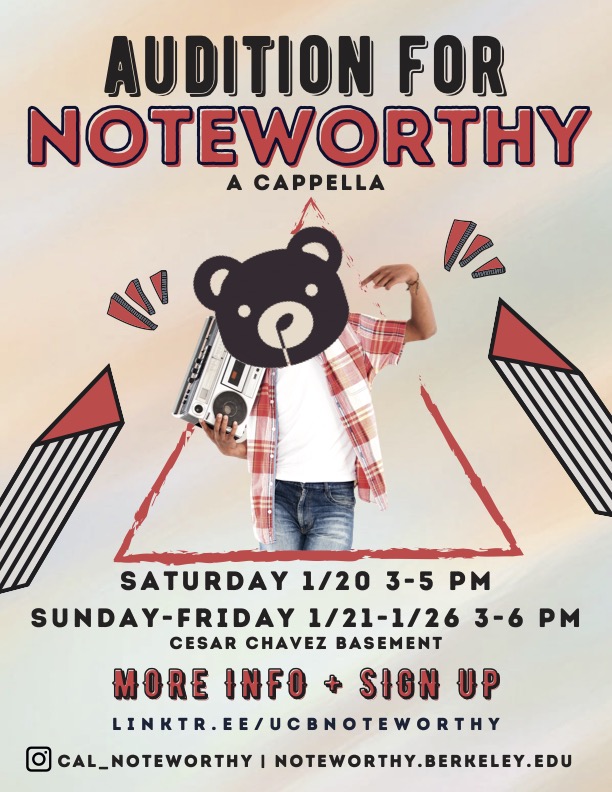 AUDITION FOR
NOTEWORTHY
A CAPPELLA
SATURDAY 1/20 3-5 PM
SUNDAY-FRIDAY 1/21-1/26 3-6 PM
CESAR CHAVEZ BASEMENT
MORE INFO + SIGN UP
LINKTR.EE/UCBNOTEWORTHY
CAL_NOTEWORTHY | NOTEWORTHY.BERKELEY.EDU